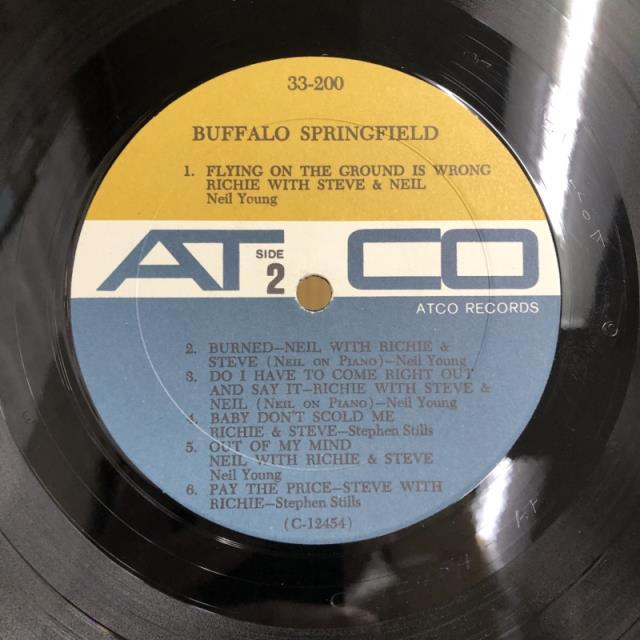 33-200
BUFFALO SPRINGFIELD
1. FLYING ON THE GROUND IS WRONG
RICHIE WITH STEVE & NEIL
Neil Young
ATCO
SIDE
2
ATCO RECORDS
2. BURNED—NEIL WITH RICHIE &
STEVE (NEIL ON PIANO)—Neil Young
3. DO I HAVE TO COME RIGHT OUT
AND SAY IT—RICHIE WITH STEVE &
NEIL (NEIL ON PIANO)—Neil Young
4. BABY DON'T SCOLD ME
RICHIE & STEVE—Stephen Stills
5. OUT OF MY MIND
NEIL WITH RICHIE & STEVE
Neil Young
6. PAY THE PRICE—STEVE WITH
RICHIE—Stephen Stills
(C-12454)